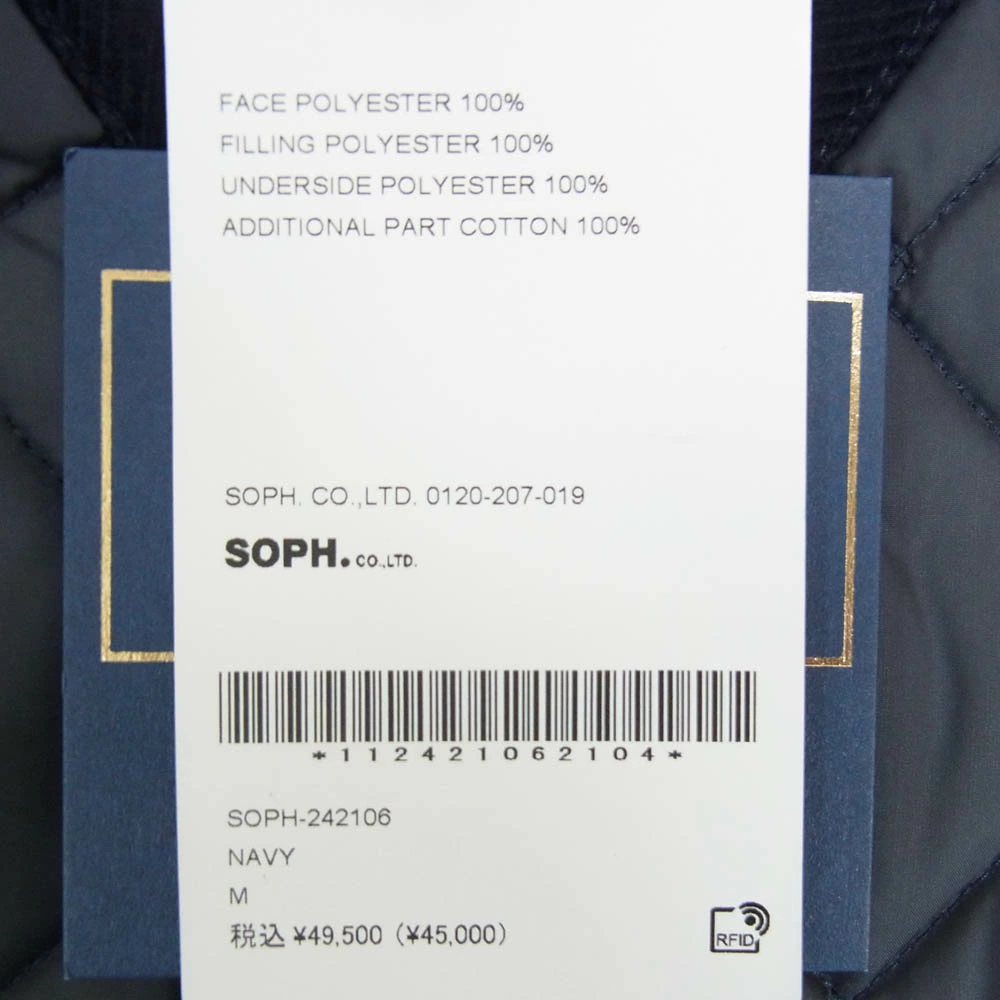 FACE POLYESTER 100%
FILLING POLYESTER 100%
UNDERSIDE POLYESTER 100%
ADDITIONAL PART COTTON 100%
SOPH. CO.,LTD. 0120-207-019
SOPH. CO.,LTD.
*112421062104*
SOPH-242106
NAVY
M
税込 ¥49,500 (¥45,000)
RFID